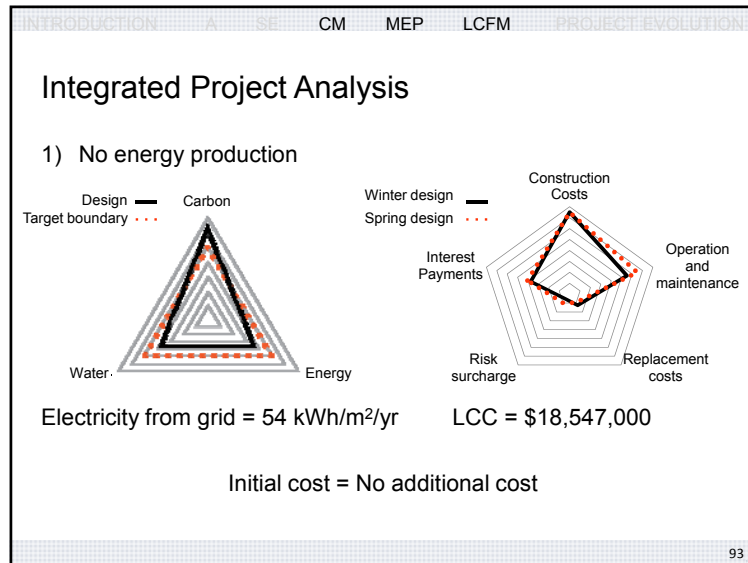 INTRODUCTION A SE CM MEP LCFM PROJECT EVOLUTION
Integrated Project Analysis
1) No energy production
Design
Target boundary
Carbon
Water
Energy
Winter design
Spring design
Construction
Costs
Interest
Payments
Operation
and
maintenance
Risk
surcharge
Replacement
costs
Electricity from grid = 54 kWh/m²/yr
LCC = $18,547,000
Initial cost = No additional cost
93